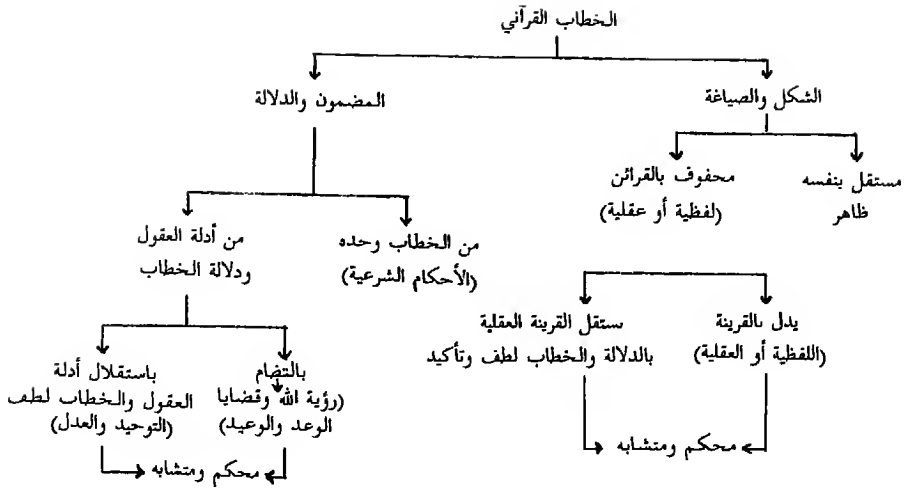 الخطاب القرآني
الشكل والصياغة
المضمون والدلالة
مستقل بنفسه
ظاهر
محفوف بالقرائن
(لفظية أو عقلية)
من الخطاب وحده
(الأحكام الشرعية)
من أدلة العقول
ودلالة الخطاب
يدل بالقرينة
(اللفظية أو العقلية)
ستقل القرينة العقلية
بالدلالة والخطاب لطف وتأكيد
بالتضام
(رؤية الله وقضايا
الوعد والوعيد)
باستقلال أدلة
العقول والخطاب لطف
(التوحيد والعدل)
محكم ومتشابه
محكم ومتشابه